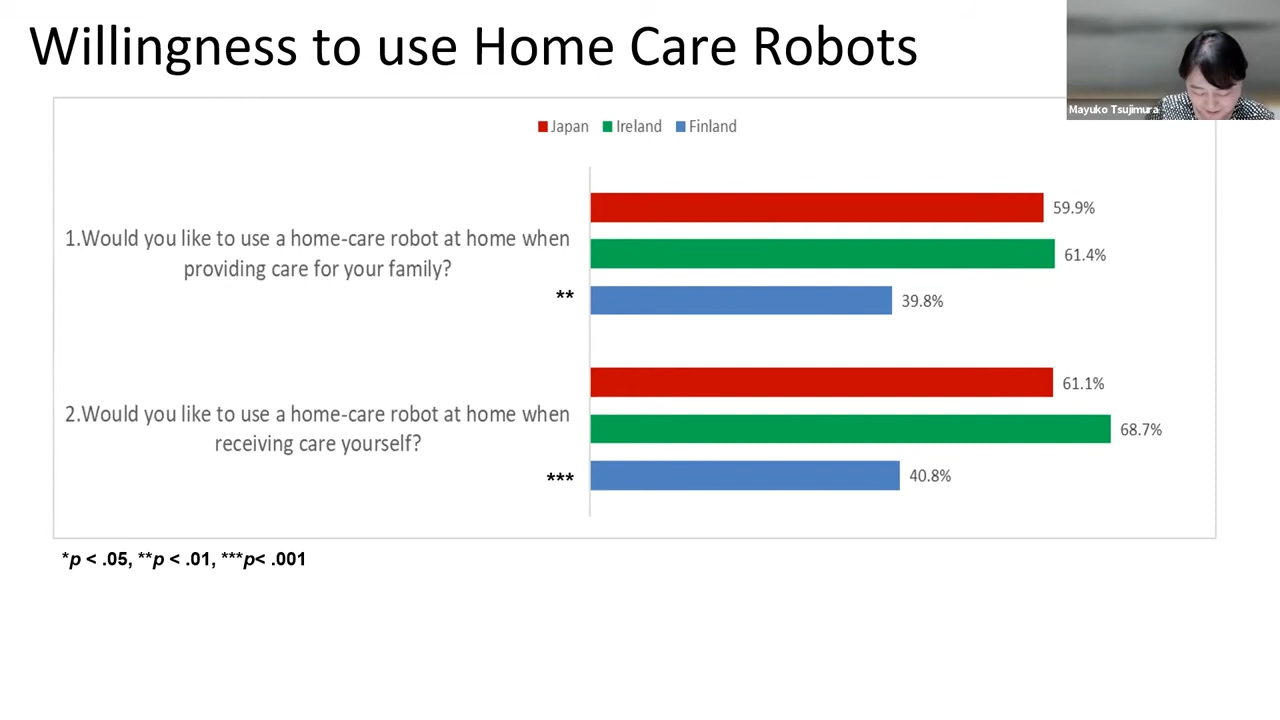 Willingness to use Home Care Robots
Mayuko Tsujimura
Japan Ireland Finland
1.Would you like to use a home-care robot at home when
providing care for your family?
**
59.9%
61.4%
39.8%
2.Would you like to use a home-care robot at home when
receiving care yourself?
***
61.1%
68.7%
40.8%
*p < .05, **p < .01, ***p< .001